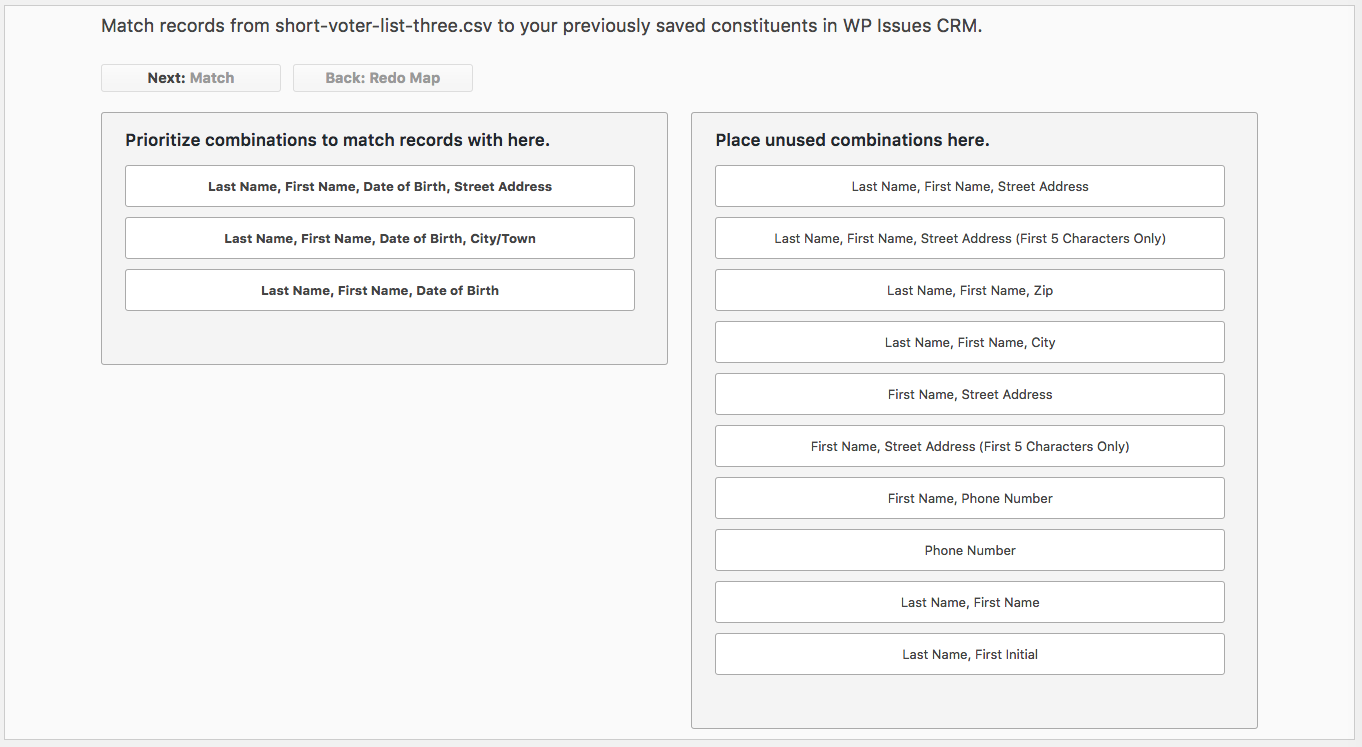 Match records from short-voter-list-three.csv to your previously saved constituents in WP Issues CRM.
Next: Match
Back: Redo Map
Prioritize combinations to match records with here.
Last Name, First Name, Date of Birth, Street Address
Last Name, First Name, Date of Birth, City/Town
Last Name, First Name, Date of Birth
Place unused combinations here.
Last Name, First Name, Street Address
Last Name, First Name, Street Address (First 5 Characters Only)
Last Name, First Name, Zip
Last Name, First Name, City
First Name, Street Address
First Name, Street Address (First 5 Characters Only)
First Name, Phone Number
Phone Number
Last Name, First Name
Last Name, First Initial